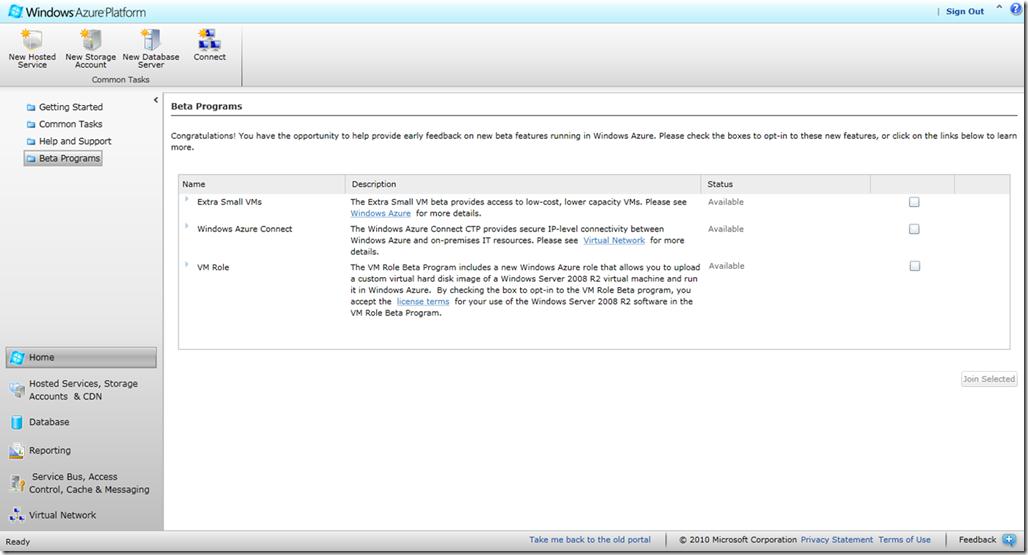 Windows Azure Platform
| Sign Out
New Hosted
Service
New Storage
Account
New Database
Server
Connect
Common Tasks
Getting Started
Common Tasks
Help and Support
Beta Programs
Beta Programs
Congratulations! You have the opportunity to help provide early feedback on new beta features running in Windows Azure. Please check the boxes to opt-in to these new features, or click on the links below to learn
more.
Name Description Status
Extra Small VMs
The Extra Small VM beta provides access to low-cost, lower capacity VMs. Please see
Windows Azure for more details.
Available
Windows Azure Connect
The Windows Azure Connect CTP provides secure IP-level connectivity between
Windows Azure and on-premises IT resources. Please see Virtual Network for more
details.
Available
VM Role
The VM Role Beta Program includes a new Windows Azure role that allows you to upload
a custom virtual hard disk image of a Windows Server 2008 R2 virtual machine and run
it in Windows Azure. By checking the box to opt-in to the VM Role Beta program, you
accept the license terms for your use of the Windows Server 2008 R2 software in the
VM Role Beta Program.
Available
Join Selected
Home
Hosted Services, Storage
Accounts & CDN
Database
Reporting
Service Bus, Access
Control, Cache & Messaging
Virtual Network
Ready
Take me back to the old portal
© 2010 Microsoft Corporation Privacy Statement Terms of Use
Feedback